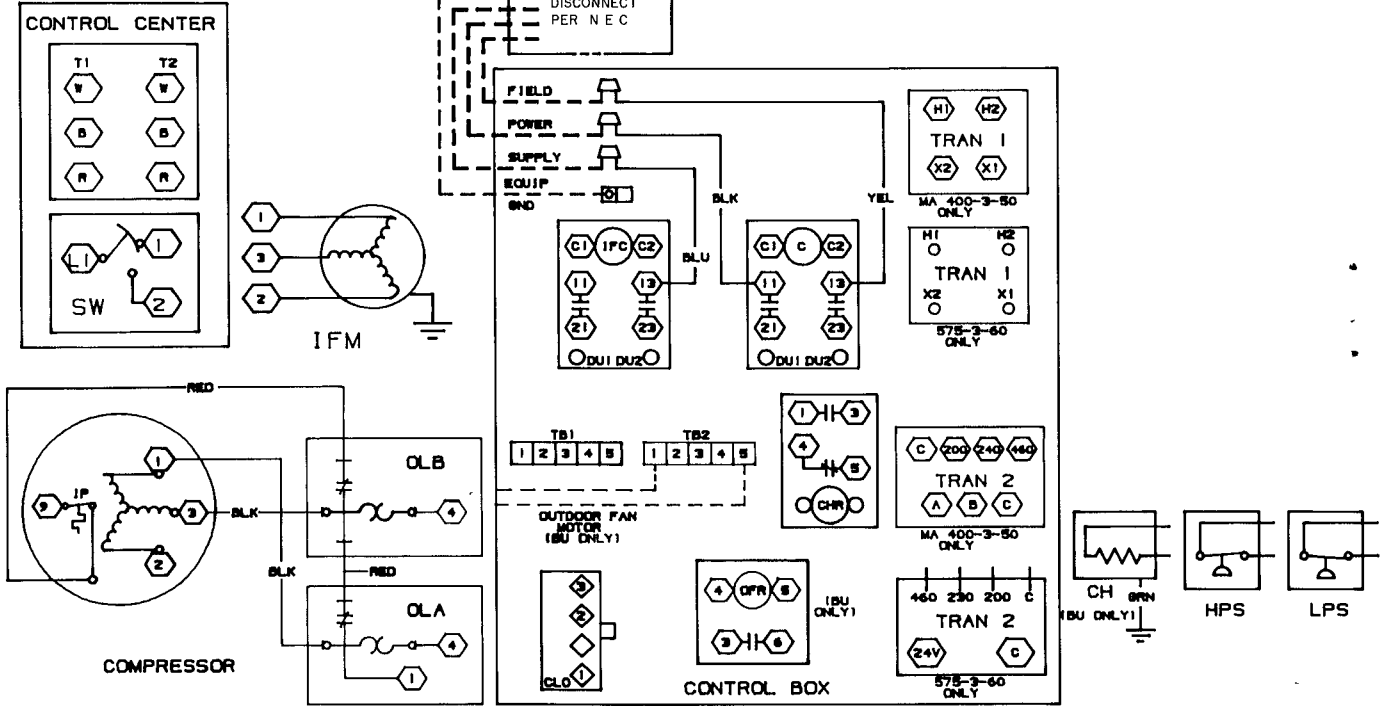 DISCONNECT
PER N E C
CONTROL CENTER
T1 T2
W W
B B
R R
L1 1
SW 2
1
3
2
IFM
FIELD
POWER
SUPPLY
EQUIP
GND
BLU
BLK
YEL
C1 IFC C2
11 13
21 23
DU1 DU2
C1 C C2
11 13
21 23
DU1 DU2
H1 H2
TRAN 1
X2 X1
MA 400-3-50
ONLY
H1 H2
TRAN 1
X2 X1
575-3-60
ONLY
RED
1
9 IP 3
2
BLK
BLK
RED
COMPRESSOR
OLB
4
OLA
4
1
TB1
1 2 3 4 5
TB2
1 2 3 4 5
OUTDOOR FAN
MOTOR
(BU ONLY)
1 3
4
5
CHR
C 200 240 460
TRAN 2
A B C
MA 400-3-50
ONLY
3
2
1
CLO
4 OFR 5
3 6
(BU
ONLY)
460 230 200 C
TRAN 2
24V C
575-3-60
ONLY
CONTROL BOX
CH
GRN
(BU ONLY)
HPS
LPS